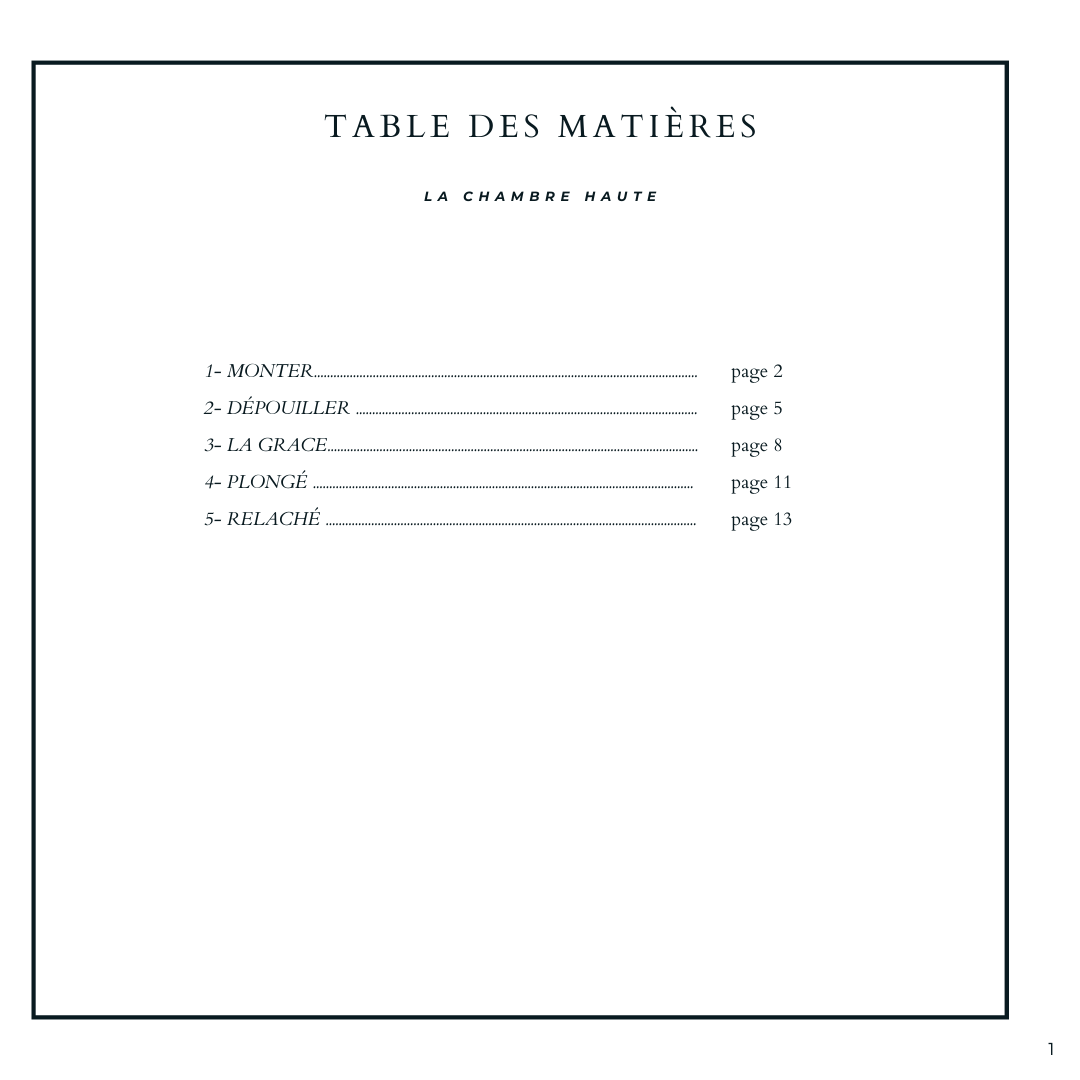 TABLE DES MATIÈRES
LA CHAMBRE HAUTE
1- MONTER.................................................................................................................... page 2
2- DÉPOUILLER ........................................................................................................ page 5
3- LA GRACE................................................................................................................ page 8
4- PLONGÉ ................................................................................................................... page 11
5- RELACHÉ ................................................................................................................ page 13
1